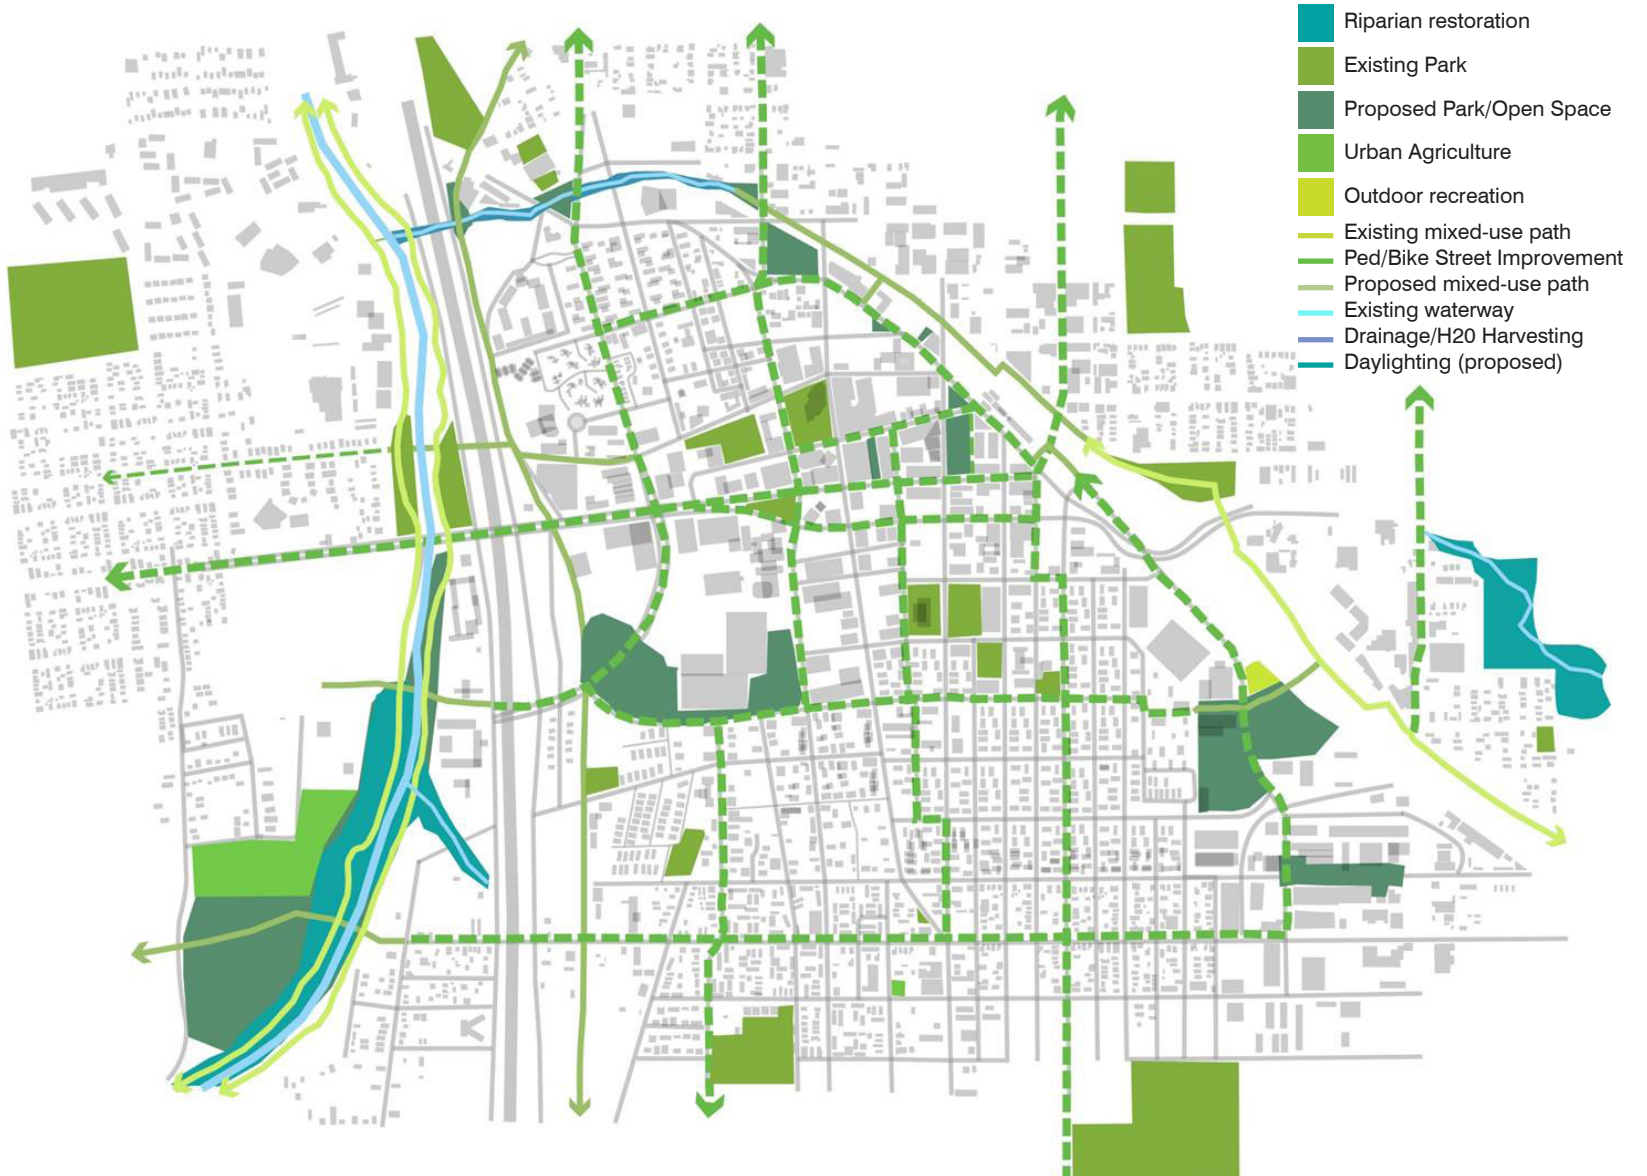 Riparian restoration
Existing Park
Proposed Park/Open Space
Urban Agriculture
Outdoor recreation
Existing mixed-use path
Ped/Bike Street Improvement
Proposed mixed-use path
Existing waterway
Drainage/H20 Harvesting
Daylighting (proposed)